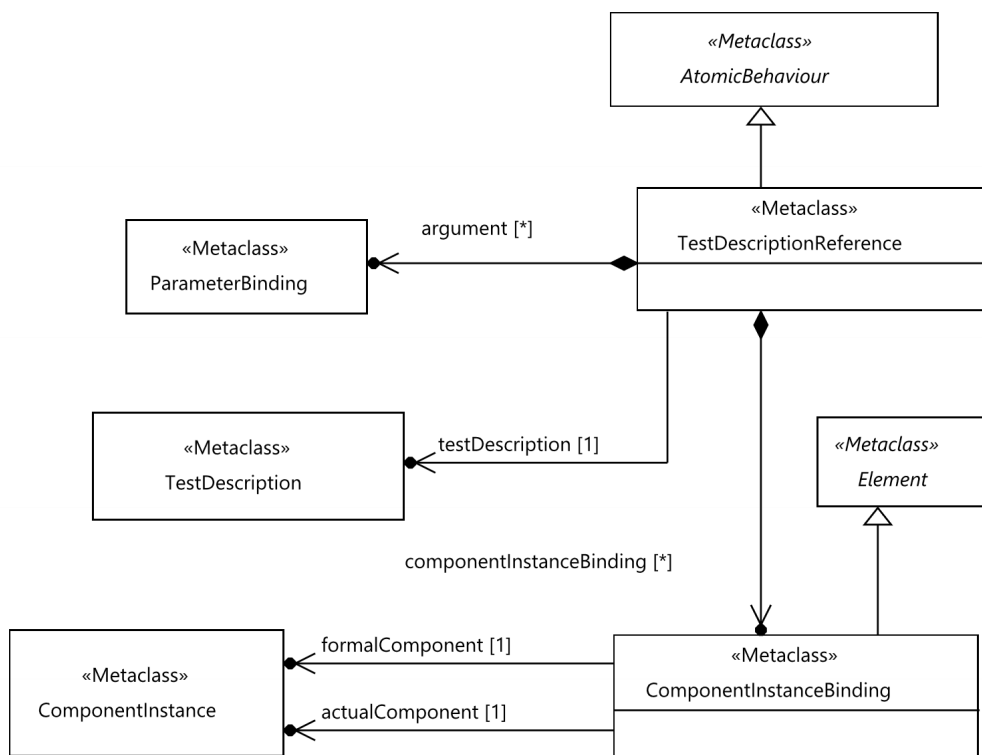 «Metaclass»
AtomicBehaviour
«Metaclass»
TestDescriptionReference
argument [*]
«Metaclass»
ParameterBinding
testDescription [1]
«Metaclass»
TestDescription
«Metaclass»
Element
componentInstanceBinding [*]
formalComponent [1]
«Metaclass»
ComponentInstanceBinding
«Metaclass»
ComponentInstance
actualComponent [1]